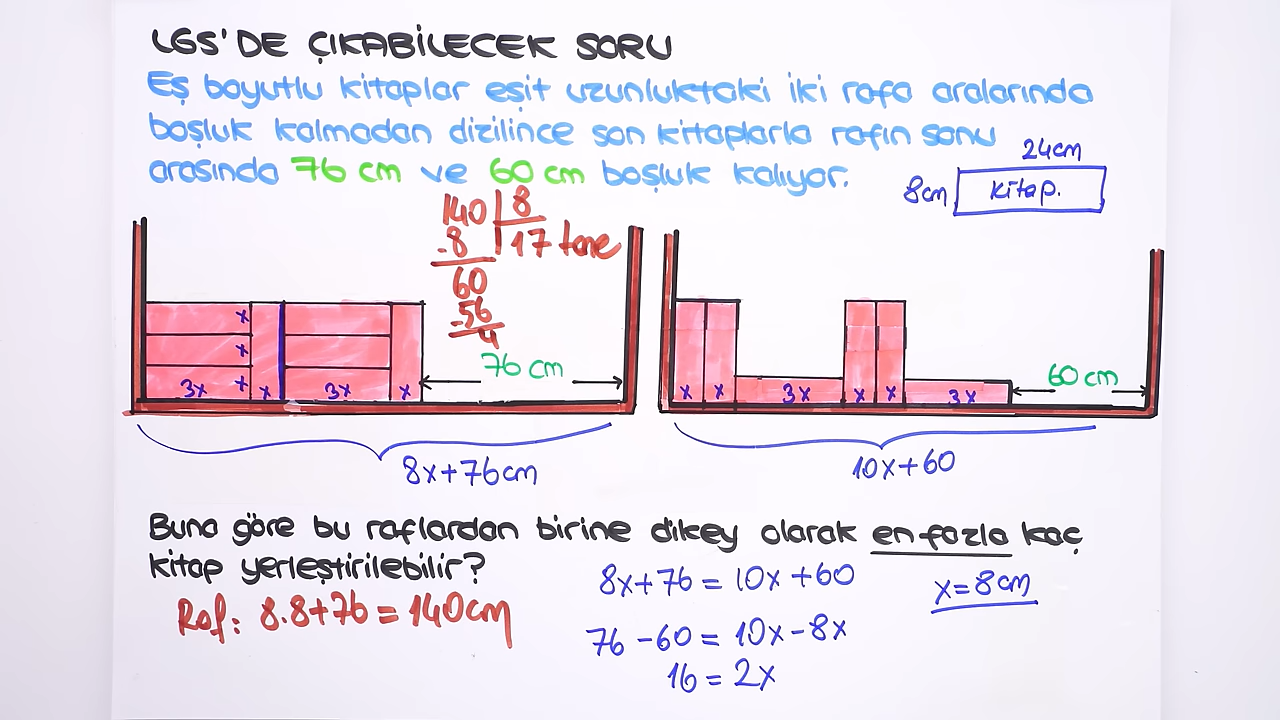 LGS'DE ÇIKABİLECEK SORU
Eş boyutlu kitaplar eşit uzunluktaki iki rafa aralarında
boşluk kalmadan dizilince son kitaplarla rafın sonu
arasında 76 cm ve 60 cm boşluk kalıyor.
24cm
8cm
kitap.
140 8
-8 17 tane
60
-56
4
x
x
3x x x 3x x
76 cm
x x 3x x x 3x
60 cm
8x+76cm
10x+60
Buna göre bu raflardan birine dikey olarak en fazla kaç
kitap yerleştirilebilir?
Raf: 8.8+76=140cm
8x+76=10x+60
x=8cm
76-60=10x-8x
16=2x